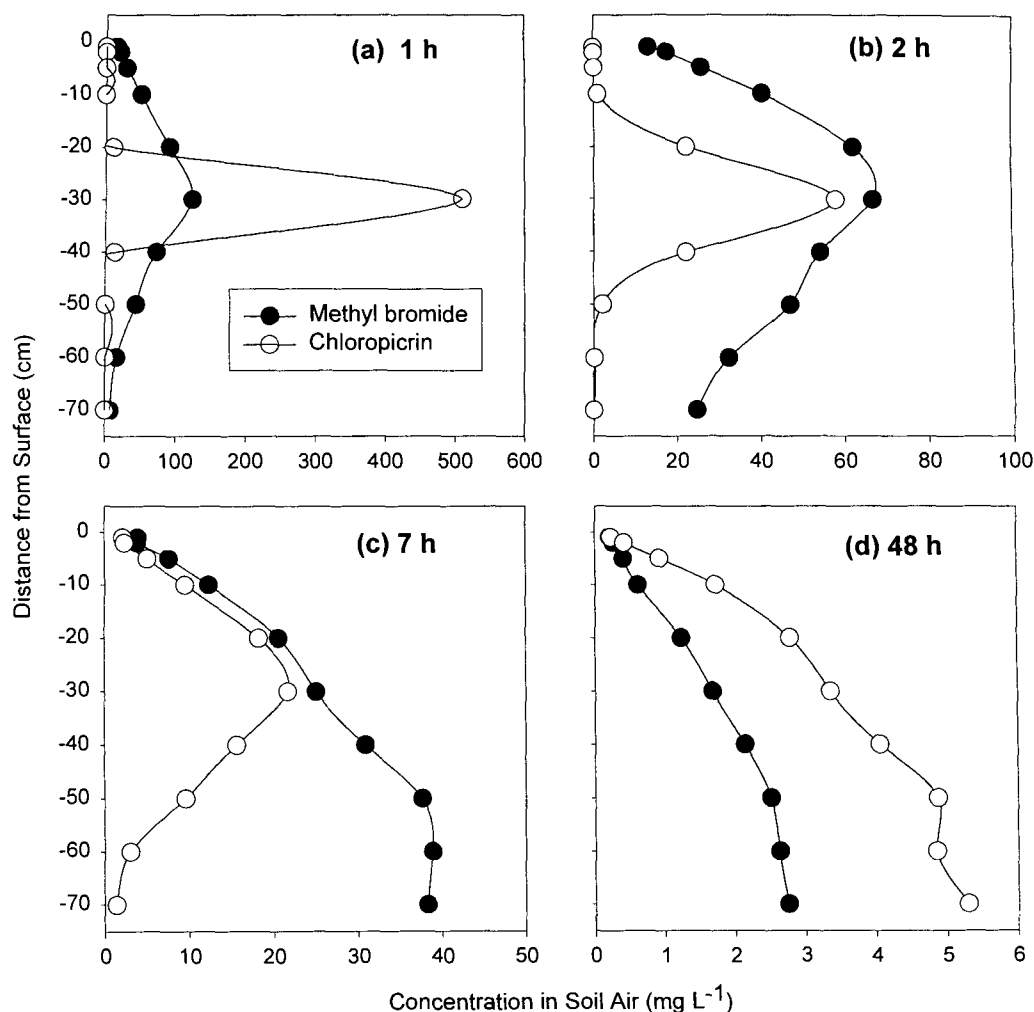 (a) 1 h
0
-10
-20
-30
-40
-50
-60
-70
0 100 200 300 400 500 600
Methyl bromide
Chloropicrin
(b) 2 h
0 20 40 60 80 100
Distance from Surface (cm)
(c) 7 h
0
-10
-20
-30
-40
-50
-60
-70
0 10 20 30 40 50
(d) 48 h
0 1 2 3 4 5 6
Concentration in Soil Air (mg L⁻¹)